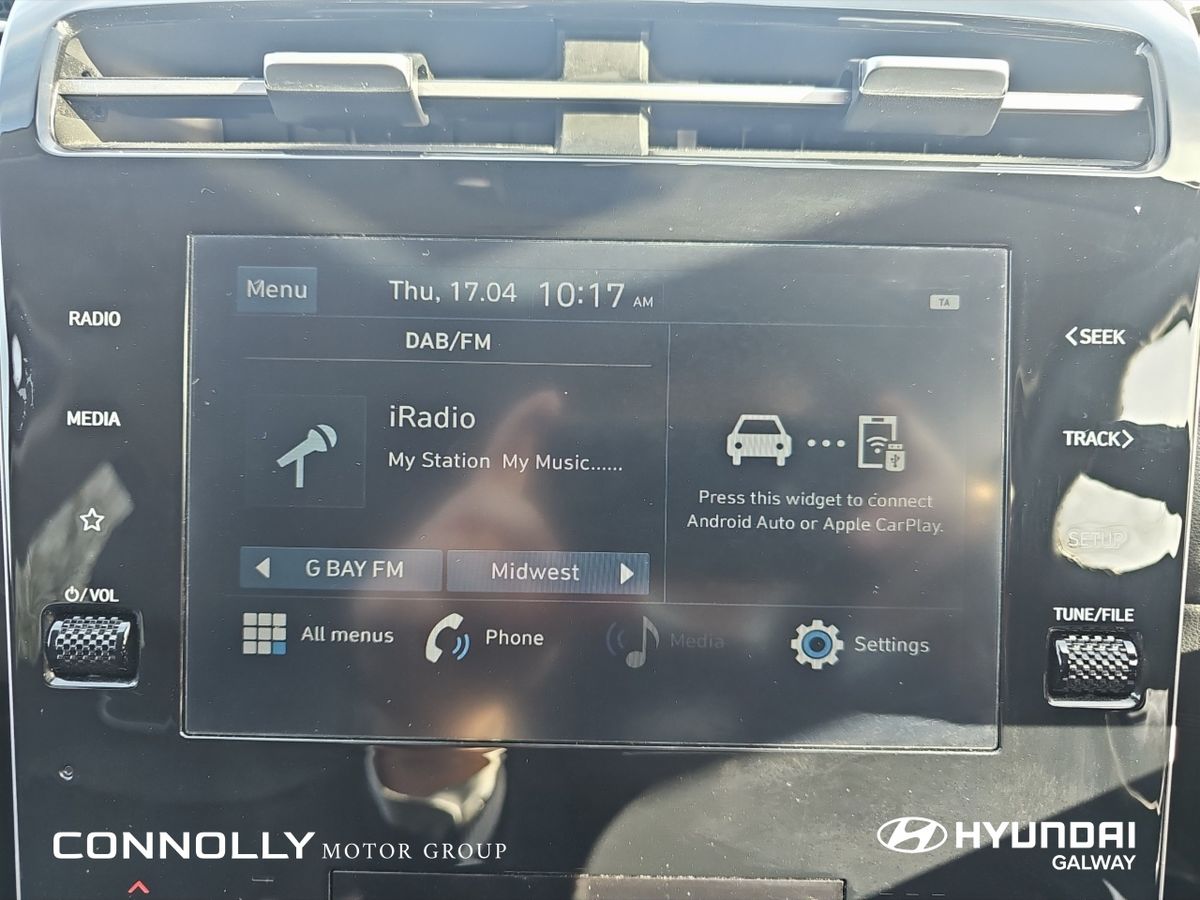 Menu
Thu, 17.04 10:17 AM
TA
DAB/FM
RADIO
<SEEK
MEDIA
iRadio
My Station My Music......
TRACK>
Press this widget to connect
Android Auto or Apple CarPlay.
SETUP
G BAY FM
Midwest
/VOL
TUNE/FILE
All menus
Phone
Media
Settings
CONNOLLY MOTOR GROUP
HYUNDAI
GALWAY